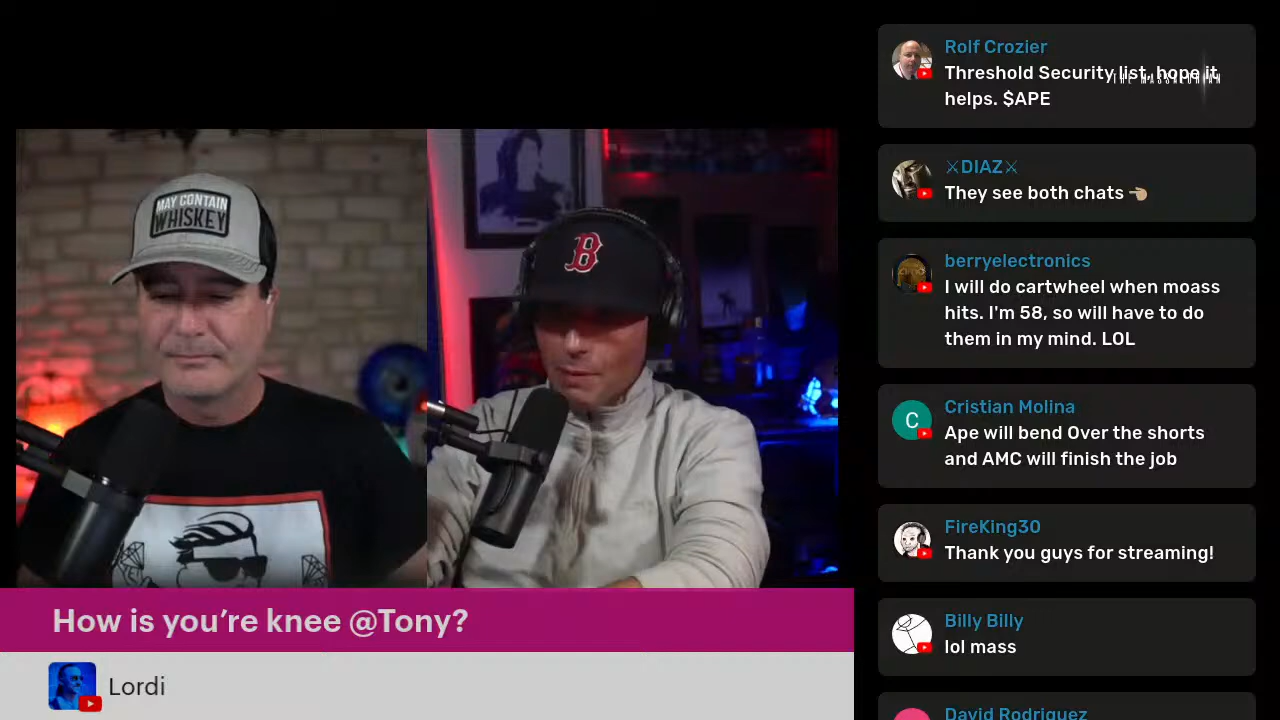 MAY CONTAIN
WHISKEY
B
How is you're knee @Tony?
Lordi
Rolf Crozier
Threshold Security list, hope it
helps. $APE
⚔DIAZ⚔
They see both chats 👈🏼
berryelectronics
I will do cartwheel when moass
hits. I'm 58, so will have to do
them in my mind. LOL
C
Cristian Molina
Ape will bend Over the shorts
and AMC will finish the job
FireKing30
Thank you guys for streaming!
Billy Billy
lol mass
David Rodriguez